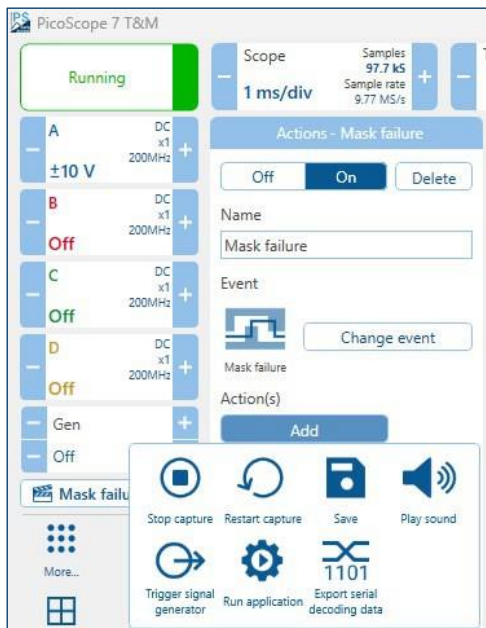 PS
PicoScope 7 T&M
Running
Scope
1 ms/div
Samples
97.7 kS
Sample rate
9.77 MS/s
T
A
±10 V
DC
x1
200MHz
B
Off
DC
x1
200MHz
C
Off
DC
x1
200MHz
D
Off
DC
x1
200MHz
Gen
Off
Mask failu
More...
Actions - Mask failure
Off
On
Delete
Name
Mask failure
Event
Mask failure
Change event
Action(s)
Add
Stop capture
Restart capture
Save
Play sound
Trigger signal
generator
Run application
1101
Export serial
decoding data